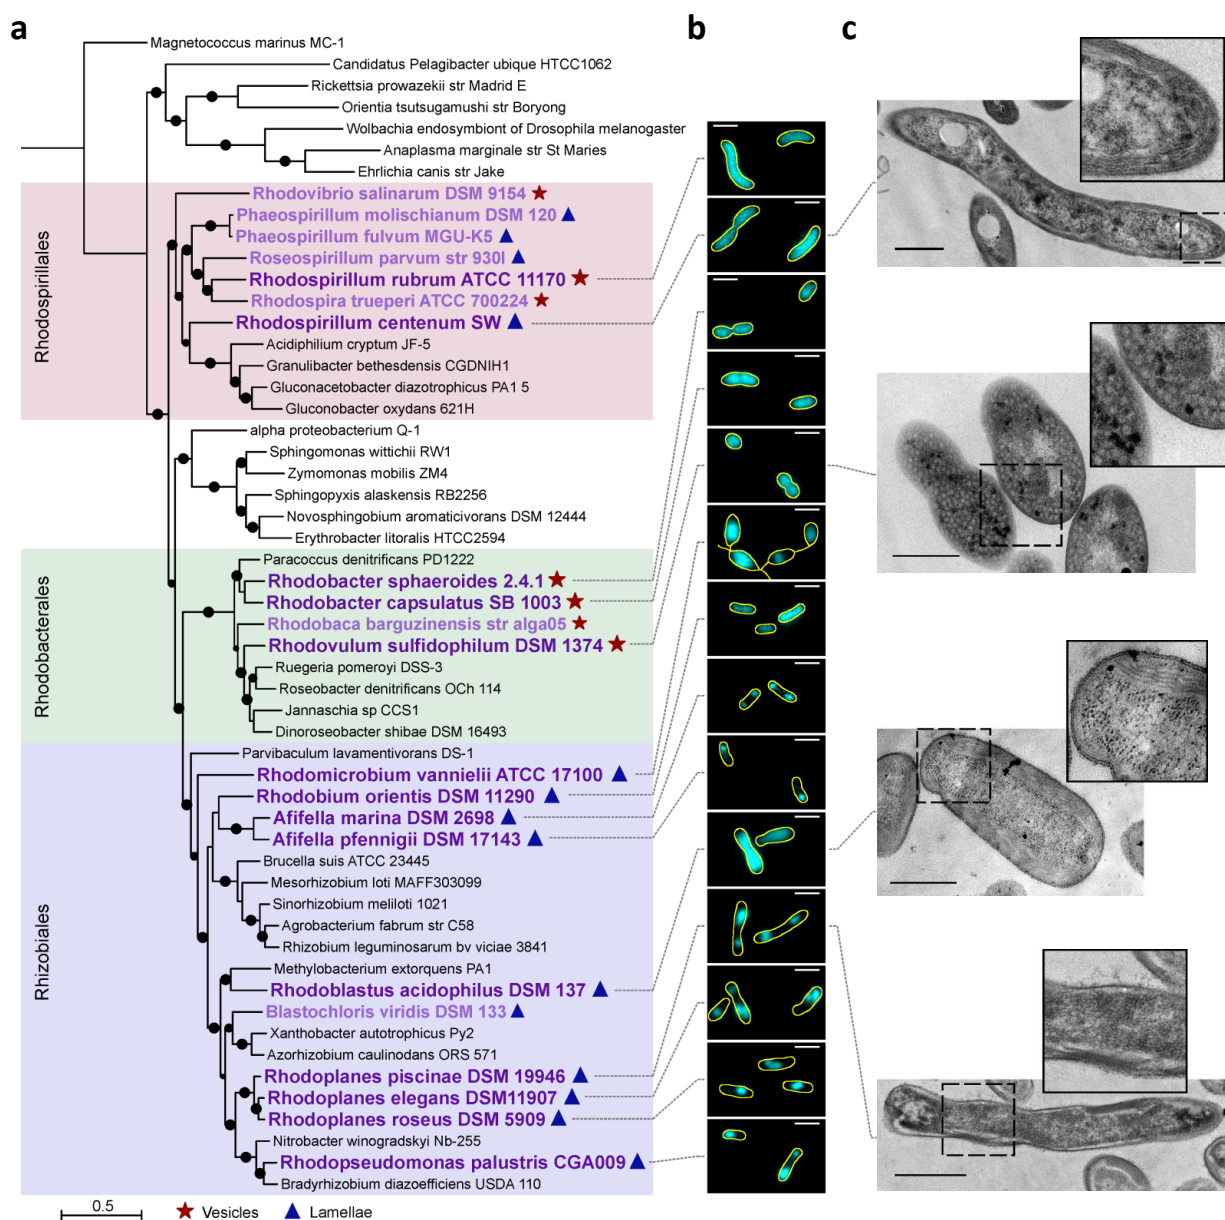 a
b
c
Magnetococcus marinus MC-1
Candidatus Pelagibacter ubique HTCC1062
Rickettsia prowazekii str Madrid E
Orientia tsutsugamushi str Boryong
Wolbachia endosymbiont of Drosophila melanogaster
Anaplasma marginale str St Maries
Ehrlichia canis str Jake
Rhodospirillales
Rhodovibrio salinarum DSM 9154
Phaeospirillum molischianum DSM 120
Phaeospirillum fulvum MGU-K5
Roseospirillum parvum str 930I
Rhodospirillum rubrum ATCC 11170
Rhodospira trueperi ATCC 700224
Rhodospirillum centenum SW
Acidiphilium cryptum JF-5
Granulibacter bethesdensis CGDNIH1
Gluconacetobacter diazotrophicus PA1 5
Gluconobacter oxydans 621H
alpha proteobacterium Q-1
Sphingomonas wittichii RW1
Zymomonas mobilis ZM4
Sphingopyxis alaskensis RB2256
Novosphingobium aromaticivorans DSM 12444
Erythrobacter litoralis HTCC2594
Rhodobacterales
Paracoccus denitrificans PD1222
Rhodobacter sphaeroides 2.4.1
Rhodobacter capsulatus SB 1003
Rhodobaca barguzinensis str alga05
Rhodovulum sulfidophilum DSM 1374
Ruegeria pomeroyi DSS-3
Roseobacter denitrificans OCh 114
Jannaschia sp CCS1
Dinoroseobacter shibae DSM 16493
Rhizobiales
Parvibaculum lavamentivorans DS-1
Rhodomicrobium vannielii ATCC 17100
Rhodobium orientis DSM 11290
Afifella marina DSM 2698
Afifella pfennigii DSM 17143
Brucella suis ATCC 23445
Mesorhizobium loti MAFF303099
Sinorhizobium meliloti 1021
Agrobacterium fabrum str C58
Rhizobium leguminosarum bv viciae 3841
Methylobacterium extorquens PA1
Rhodoblastus acidophilus DSM 137
Blastochloris viridis DSM 133
Xanthobacter autotrophicus Py2
Azorhizobium caulinodans ORS 571
Rhodoplanes piscinae DSM 19946
Rhodoplanes elegans DSM11907
Rhodoplanes roseus DSM 5909
Nitrobacter winogradskyi Nb-255
Rhodopseudomonas palustris CGA009
Bradyrhizobium diazoefficiens USDA 110
0.5
Vesicles
Lamellae